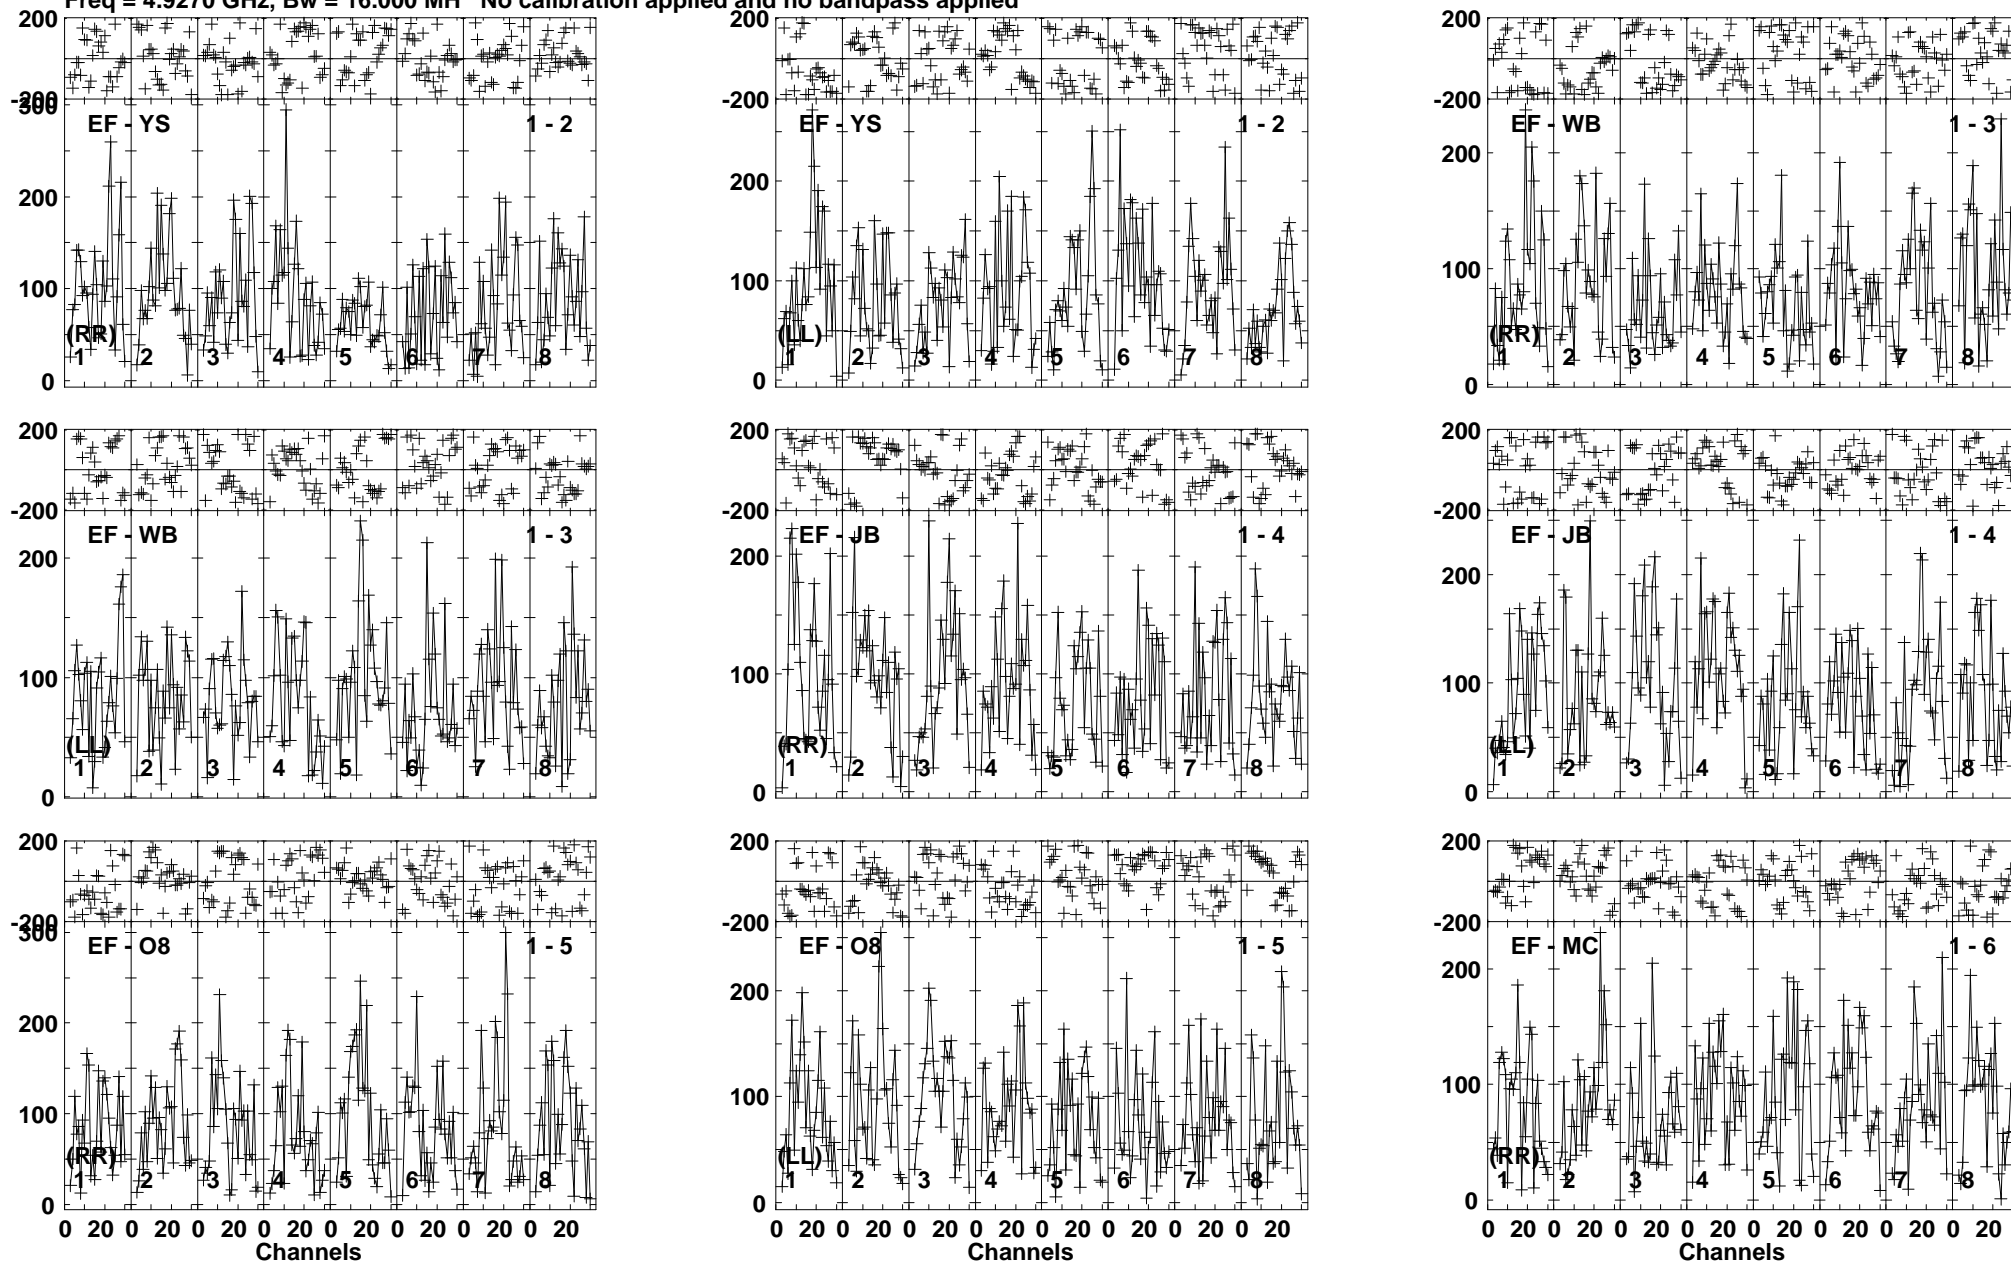 Freq = 4.9270 GHz, Bw = 16.000 MH No calibration applied and no bandpass applied
200 200 200
-200 -200 -200
300
EF - YS 1 - 2 EF - YS 1 - 2 EF - WB 1 - 3
200 200 200
100 100 100
(RR) (LL) (RR)
1 2 3 4 5 6 7 8 1 2 3 4 5 6 7 8 1 2 3 4 5 6 7 8
0 0 0
200 200 200
-200 -200 -200
EF - WB 1 - 3 EF - JB 1 - 4 EF - JB 1 - 4
200 200 200
100 100 100
(LL) (RR) (LL)
1 2 3 4 5 6 7 8 1 2 3 4 5 6 7 8 1 2 3 4 5 6 7 8
0 0 0
200 200 200
-200 -200 -200
300
EF - O8 1 - 5 EF - O8 1 - 5 EF - MC 1 - 6
200 200 200
100 100 100
(RR) (LL) (RR)
1 2 3 4 5 6 7 8 1 2 3 4 5 6 7 8 1 2 3 4 5 6 7 8
0 0 0
0 20 0 20 0 20 0 20 0 20 0 20 0 20 0 20 0 20 0 20 0 20 0 20 0 20 0 20 0 20 0 20 0 20 0 20 0 20 0 20 0 20 0 20 0 20 0 20
Channels Channels Channels